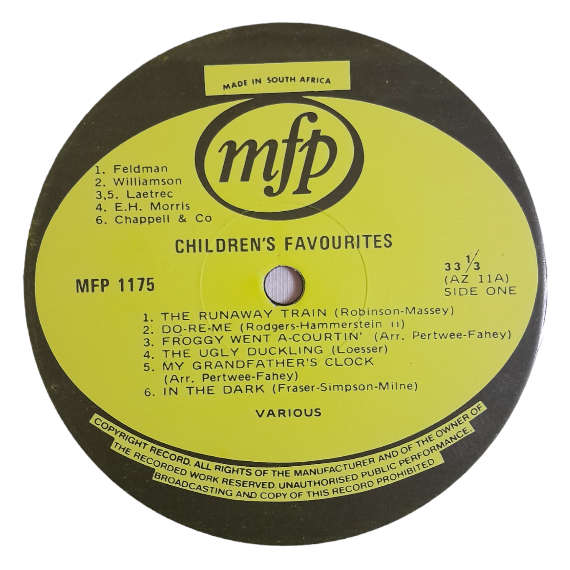 MADE IN SOUTH AFRICA
mfp
1. Feldman
2. Williamson
3,5. Laetrec
4. E.H. Morris
6. Chappell & Co
CHILDREN'S FAVOURITES
MFP 1175
33 1/3
(AZ 11A)
SIDE ONE
1. THE RUNAWAY TRAIN (Robinson-Massey)
2. DO-RE-ME (Rodgers-Hammerstein II)
3. FROGGY WENT A-COURTIN' (Arr. Pertwee-Fahey)
4. THE UGLY DUCKLING (Loesser)
5. MY GRANDFATHER'S CLOCK
(Arr. Pertwee-Fahey)
6. IN THE DARK (Fraser-Simpson-Milne)
VARIOUS
COPYRIGHT RECORD. ALL RIGHTS OF THE MANUFACTURER AND OF THE OWNER OF
THE RECORDED WORK RESERVED. UNAUTHORISED PUBLIC PERFORMANCE,
BROADCASTING AND COPY OF THIS RECORD PROHIBITED